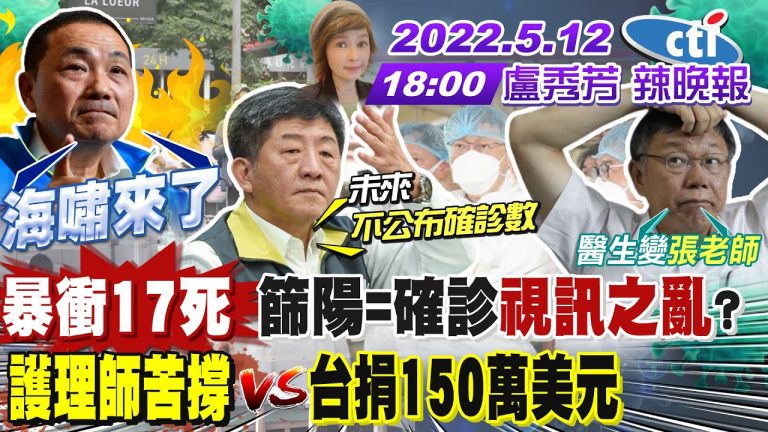 LA LOEUR
24H
2022.5.12
cti
18:00 盧秀芳 辣晚報
海嘯來了
未來
不公布確診數
醫生變張老師
暴衝17死 篩陽=確診視訊之亂?
護理師苦撐 VS 台捐150萬美元